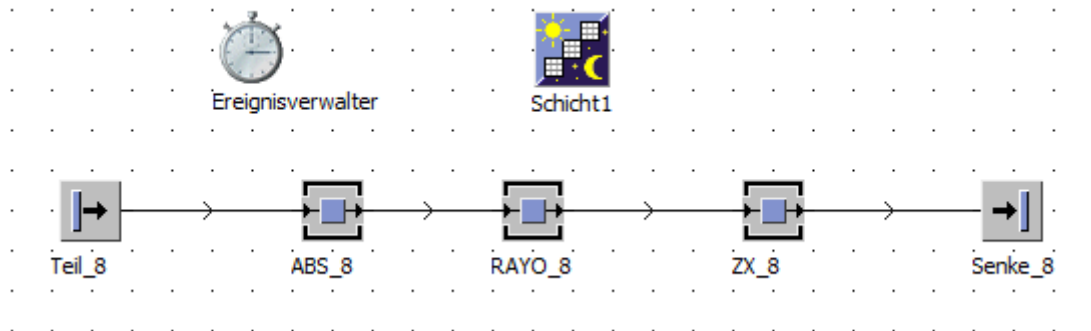 Ereignisverwalter
Schicht1
Teil_8
ABS_8
RAYO_8
ZX_8
Senke_8